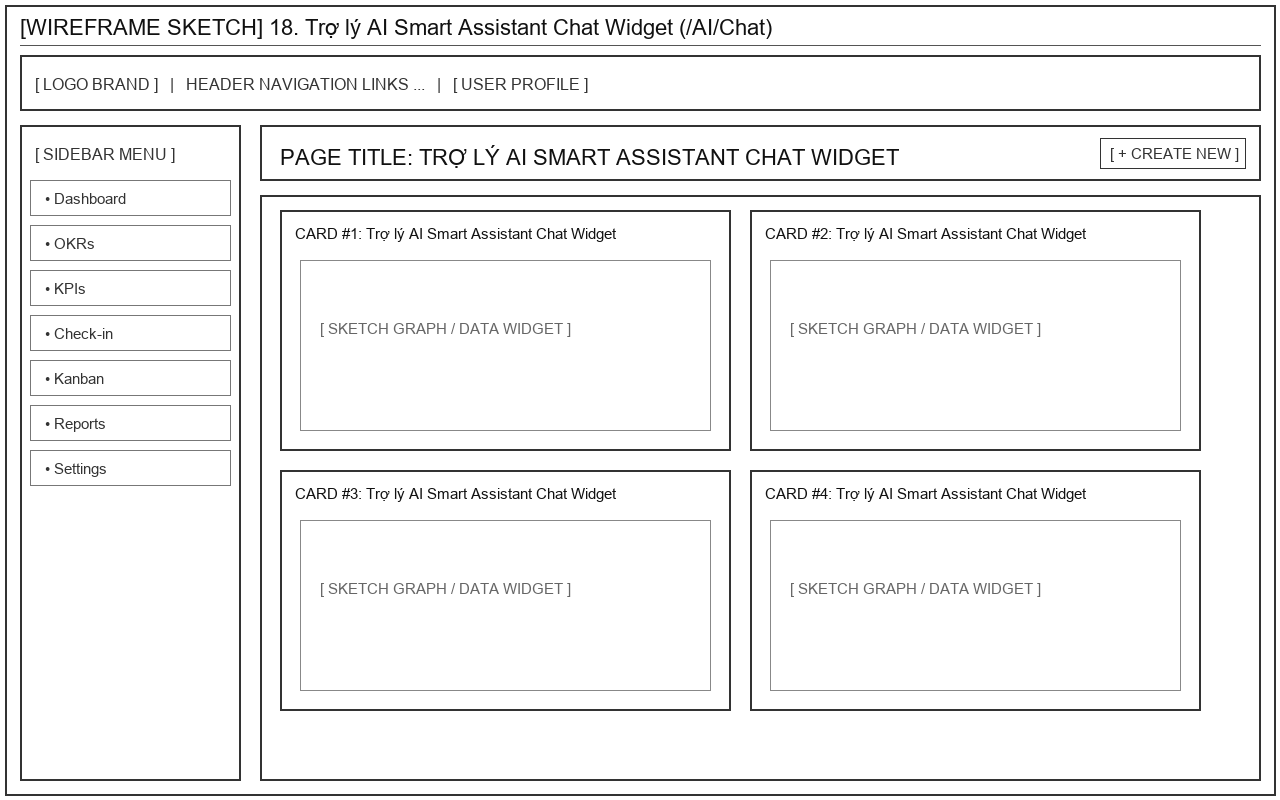 [WIREFRAME SKETCH] 18. Trợ lý AI Smart Assistant Chat Widget (/AI/Chat)
[ LOGO BRAND ] | HEADER NAVIGATION LINKS ... | [ USER PROFILE ]
[ SIDEBAR MENU ]
• Dashboard
• OKRs
• KPIs
• Check-in
• Kanban
• Reports
• Settings
PAGE TITLE: TRỢ LÝ AI SMART ASSISTANT CHAT WIDGET
[ + CREATE NEW ]
CARD #1: Trợ lý AI Smart Assistant Chat Widget
[ SKETCH GRAPH / DATA WIDGET ]
CARD #2: Trợ lý AI Smart Assistant Chat Widget
[ SKETCH GRAPH / DATA WIDGET ]
CARD #3: Trợ lý AI Smart Assistant Chat Widget
[ SKETCH GRAPH / DATA WIDGET ]
CARD #4: Trợ lý AI Smart Assistant Chat Widget
[ SKETCH GRAPH / DATA WIDGET ]